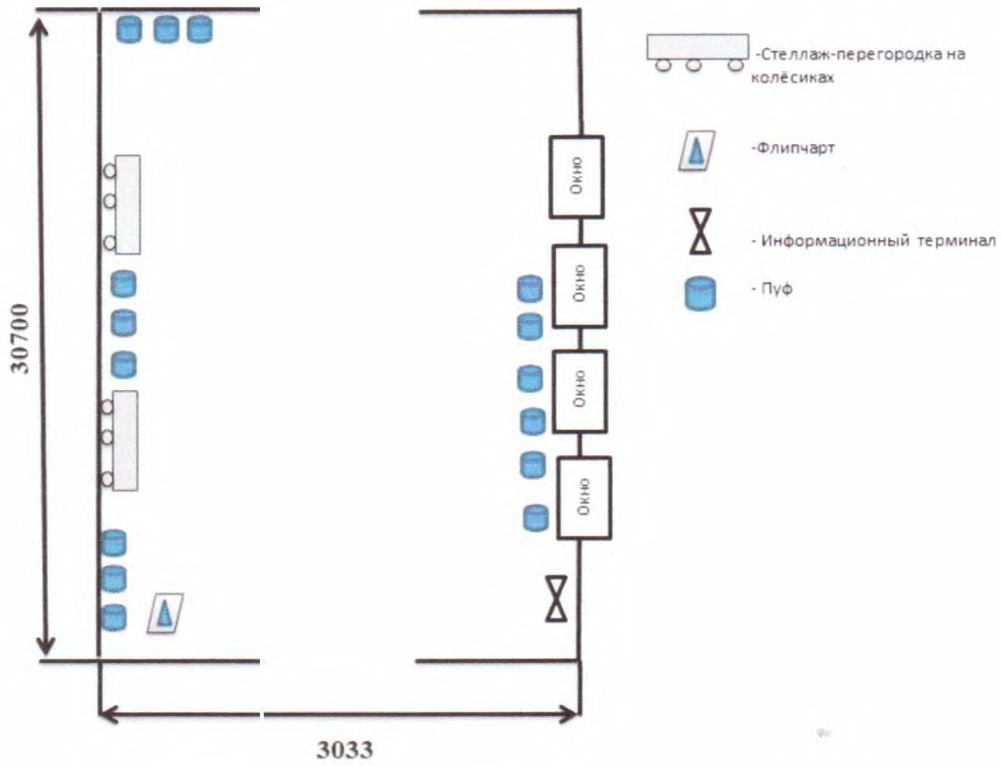 -Стеллаж-перегородка на
колёсиках
-Флипчарт
- Информационный терминал
- Пуф
Окно
Окно
Окно
Окно
30700
3033